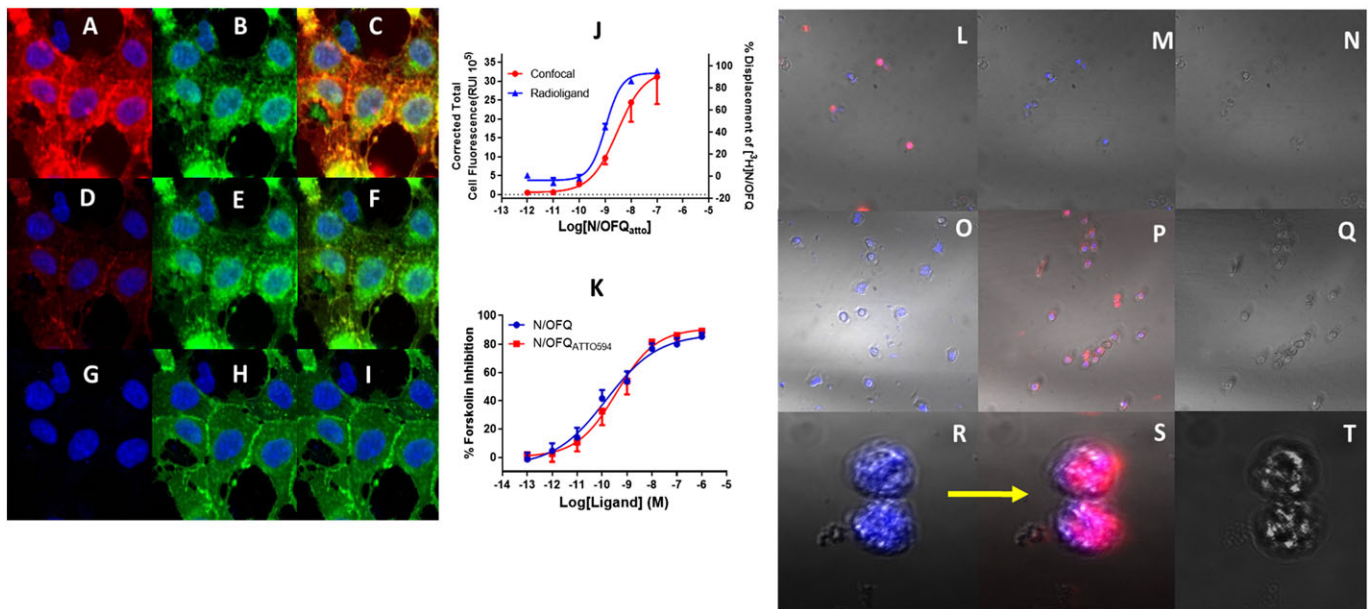 A B C
D E F
G H I
J
Confocal
Radioligand
Corrected Total
Cell Fluorescence(RUI 10⁵)
35
30
25
20
15
10
5
0
% Displacement of [³H]N/OFQ
100
80
60
40
20
0
-20
-12 -11 -10 -9 -8 -7 -6 -5
Log[N/OFQatto]
K
N/OFQ
N/OFQATTO594
% Forskolin Inhibition
100
80
60
40
20
0
-14 -13 -12 -11 -10 -9 -8 -7 -6 -5
Log[Ligand] (M)
L M N
O P Q
R S T